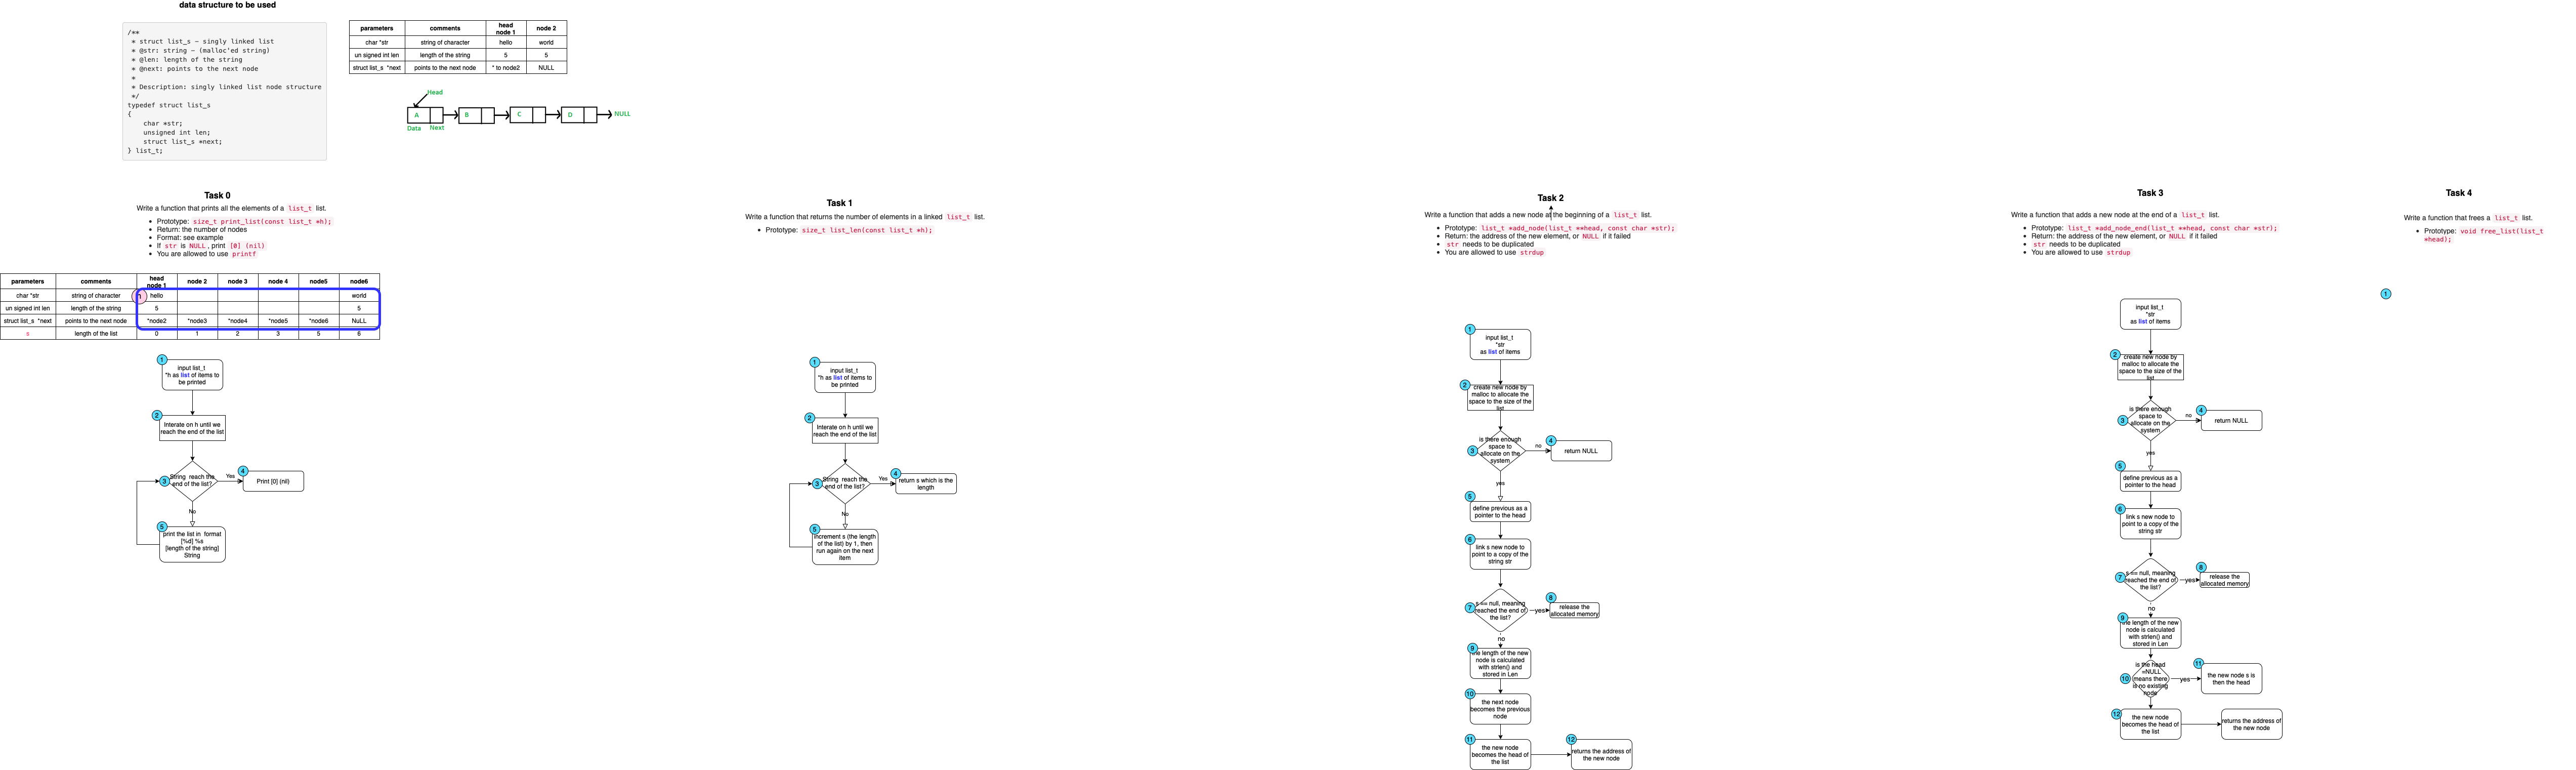 data structure to be used
/**
 * struct list_s - singly linked list
 * @str: string - (malloc'ed string)
 * @len: length of the string
 * @next: points to the next node
 *
 * Description: singly linked list node structure
 */
typedef struct list_s
{
    char *str;
    unsigned int len;
    struct list_s *next;
} list_t;
parameters comments head node 1 node 2
char *str string of character hello world
un signed int len length of the string 5 5
struct list_s *next points to the next node * to node2 NULL
Head
A B C D NULL
Data Next
Task 0
Write a function that prints all the elements of a list_t list.
• Prototype: size_t print_list(const list_t *h);
• Return: the number of nodes
• Format: see example
• If str is NULL, print [0] (nil)
• You are allowed to use printf
parameters comments head node 1 node 2 node 3 node 4 node5 node6
char *str string of character h hello world
un signed int len length of the string 5 5
struct list_s *next points to the next node *node2 *node3 *node4 *node5 *node6 NuLL
s length of the list 0 1 2 3 5 6
1
input list_t
*h as list of items to
be printed
2
Interate on h until we
reach the end of the list
3
String reach the
end of the list?
Yes
4
Print [0] (nil)
No
5
print the list in format
[%d] %s
[length of the string]
String
Task 1
Write a function that returns the number of elements in a linked list_t list.
• Prototype: size_t list_len(const list_t *h);
1
input list_t
*h as list of items to
be printed
2
Interate on h until we
reach the end of the list
3
String reach the
end of the list?
Yes
4
return s which is the
length
No
5
increment s (the length
of the list) by 1, then
run again on the next
item
Task 2
Write a function that adds a new node at the beginning of a list_t list.
• Prototype: list_t *add_node(list_t **head, const char *str);
• Return: the address of the new element, or NULL if it failed
• str needs to be duplicated
• You are allowed to use strdup
1
input list_t
*str
as list of items
2
create new node by
malloc to allocate the
space to the size of the
list
3
is there enough
space to
allocate on the
system
no
4
return NULL
yes
5
define previous as a
pointer to the head
6
link s new node to
point to a copy of the
string str
7
s == null, meaning
reached the end of
the list?
yes
8
release the
allocated memory
no
9
the length of the new
node is calculated
with strlen() and
stored in Len
10
the next node
becomes the previous
node
11
the new node
becomes the head of
the list
12
returns the address of
the new node
Task 3
Write a function that adds a new node at the end of a list_t list.
• Prototype: list_t *add_node_end(list_t **head, const char *str);
• Return: the address of the new element, or NULL if it failed
• str needs to be duplicated
• You are allowed to use strdup
input list_t
*str
as list of items
2
create new node by
malloc to allocate the
space to the size of the
list
3
is there enough
space to
allocate on the
system
no
4
return NULL
yes
5
define previous as a
pointer to the head
6
link s new node to
point to a copy of the
string str
7
s == null, meaning
reached the end of
the list?
yes
8
release the
allocated memory
no
9
the length of the new
node is calculated
with strlen() and
stored in Len
10
is the head
=NULL
means there
is no existing
node
yes
11
the new node s is
then the head
12
the new node
becomes the head of
the list
returns the address of
the new node
Task 4
Write a function that frees a list_t list.
• Prototype: void free_list(list_t
*head);
1